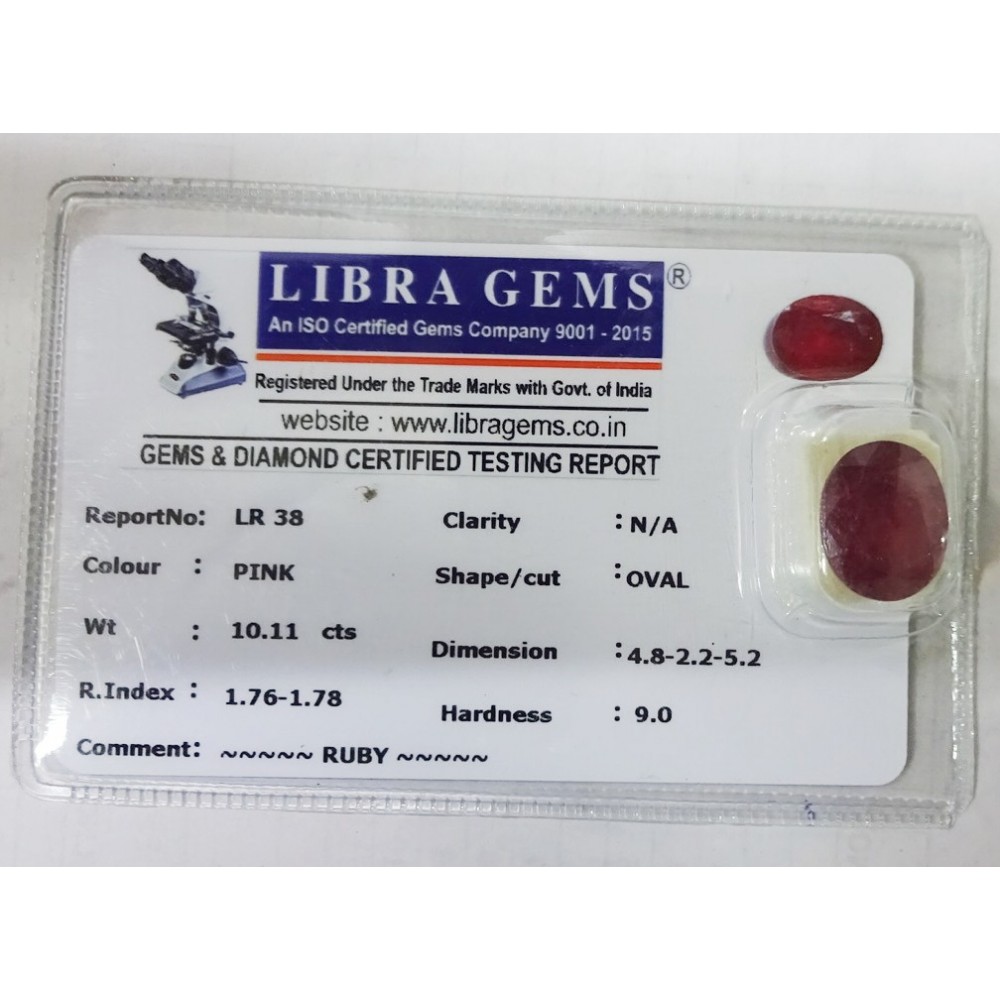 LIBRA GEMS ®
An ISO Certified Gems Company 9001 - 2015
Registered Under the Trade Marks with Govt. of India
website : www.libragems.co.in
GEMS & DIAMOND CERTIFIED TESTING REPORT
ReportNo: LR 38
Clarity : N/A
Colour : PINK
Shape/cut : OVAL
Wt : 10.11 cts
Dimension : 4.8-2.2-5.2
R.Index : 1.76-1.78
Hardness : 9.0
Comment: ~~~~~ RUBY ~~~~~